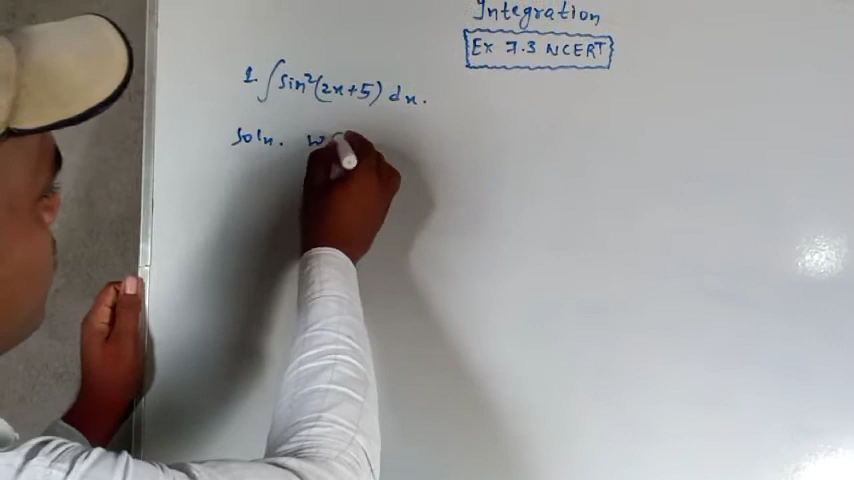 Integration
Ex 7.3 NCERT
1. ∫sin²(2x+5) dx.
Soln.